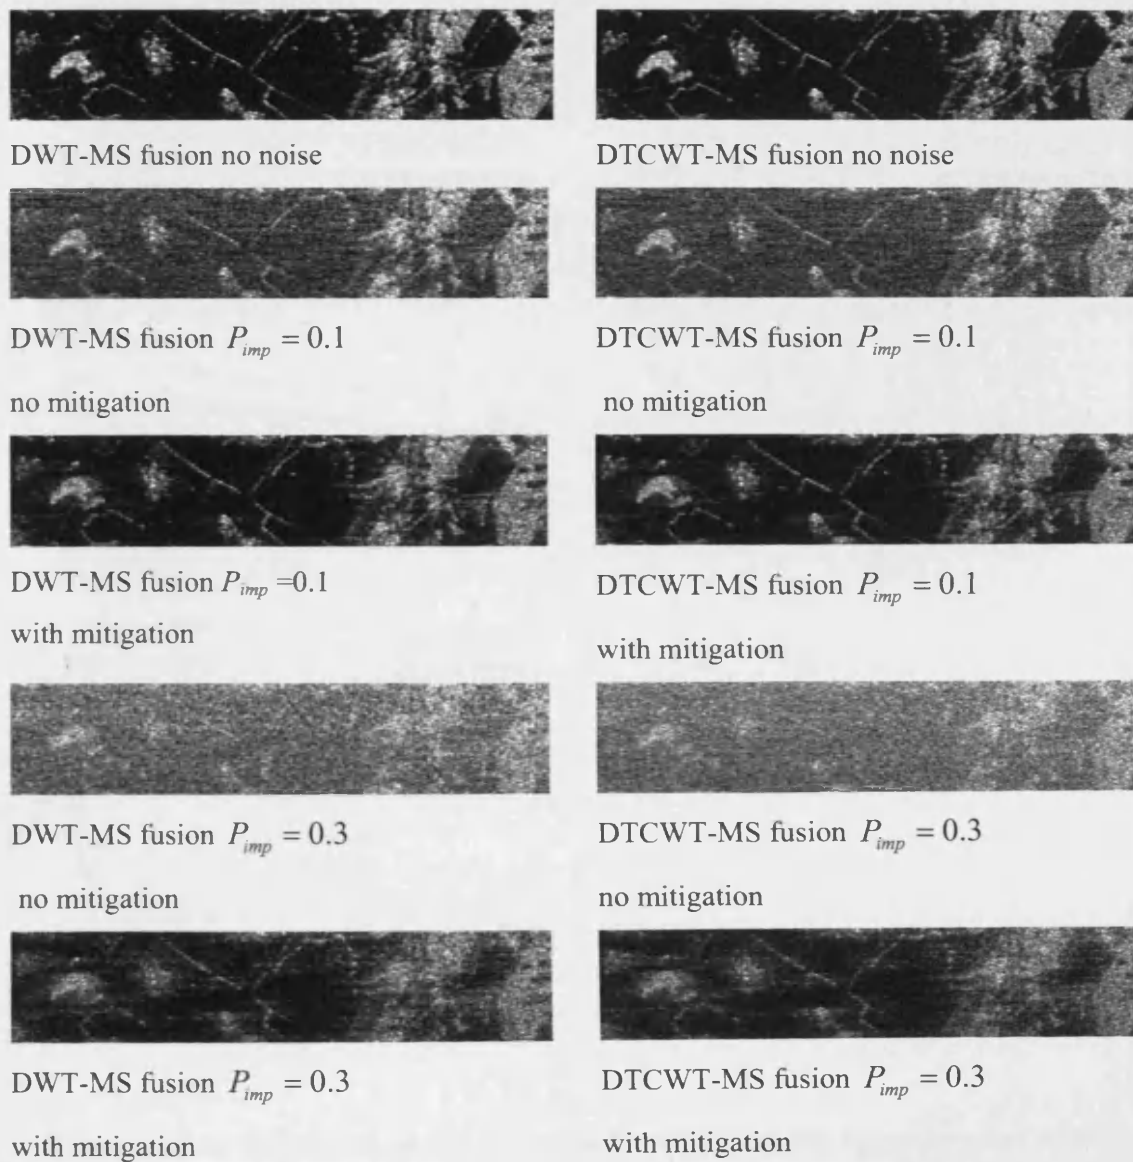 DWT-MS fusion no noise
DTCWT-MS fusion no noise
DWT-MS fusion P_imp = 0.1
no mitigation
DTCWT-MS fusion P_imp = 0.1
no mitigation
DWT-MS fusion P_imp =0.1
with mitigation
DTCWT-MS fusion P_imp = 0.1
with mitigation
DWT-MS fusion P_imp = 0.3
no mitigation
DTCWT-MS fusion P_imp = 0.3
no mitigation
DWT-MS fusion P_imp = 0.3
with mitigation
DTCWT-MS fusion P_imp = 0.3
with mitigation